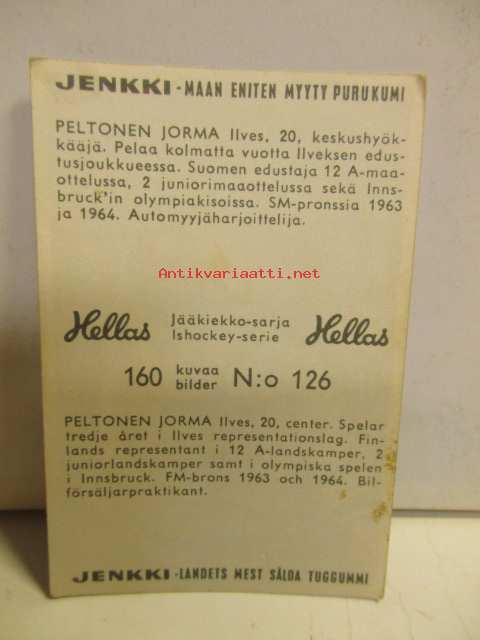 JENKKI - MAAN ENITEN MYYTY PURUKUMI
PELTONEN JORMA Ilves, 20, keskushyök-
kääjä. Pelaa kolmatta vuotta Ilveksen edus-
tusjoukkueessa. Suomen edustaja 12 A-maa-
ottelussa, 2 juniorimaaottelussa sekä Inns-
bruck'in olympiakisoissa. SM-pronssia 1963
ja 1964. Automyyjäharjoittelija.
Antikvariaatti.net
Hellas Jääkiekko-sarja Hellas
Ishockey-serie
160 kuvaa N:o 126
bilder
PELTONEN JORMA Ilves, 20, center. Spelar
tredje året i Ilves representationslag. Fin-
lands representant i 12 A-landskamper, 2
juniorlandskamper samt i olympiska spelen
i Innsbruck. FM-brons 1963 och 1964. Bil-
försäljarpraktikant.
JENKKI - LANDETS MEST SÅLDA TUGGUMMI